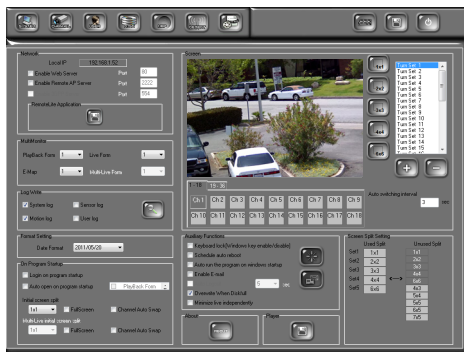 Network
Local IP 192.168.1.52
Enable Web Server Port 80
Enable Remote AP Server Port 2222
Port 554
RemoteLite Application
MultiMonitor
PlayBack Form 1 Live Form 1
E-Map 1 Multi-Live Form 1
Log Write
System log Sensor log
Motion log User log
Format Setting
Date Format 2011/05/28
On Program Startup
Login on program startup
Auto open on program startup PlayBack Form
Initial screen split
1x1 FullScreen Channel Auto Swap
Multi-Live initial screen split
1x1 FullScreen Channel Auto Swap
Screen
1 - 18 19 - 36
Ch 1 Ch 2 Ch 3 Ch 4 Ch 5 Ch 6 Ch 7 Ch 8 Ch 9
Ch 10 Ch 11 Ch 12 Ch 13 Ch 14 Ch 15 Ch 16 Ch 17 Ch 18
1x1
2x2
3x3
4x4
6x6
Turn Set 1
Turn Set 2
Turn Set 3
Turn Set 4
Turn Set 5
Turn Set 6
Turn Set 7
Turn Set 8
Turn Set 9
Turn Set 10
Turn Set 11
Turn Set 12
Turn Set 13
Turn Set 14
Turn Set 15
Auto switching interval
3 sec
Auxiliary Functions
Keyboard lock(Windows key enable/disable)
Schedule auto reboot
Auto run the program on windows startup
Enable E-mail
5 sec
Overwrite When Diskfull
Minimize live independently
About
Plugin
Screen Split Setting
Used Split Unused Split
Set1 1x1 1x1
Set2 2x2 2x2
Set3 3x3 3x3
Set4 4x4 <--> 4x4
Set5 6x6 6x6
4x3
5x4
5x5
6x5
7x5